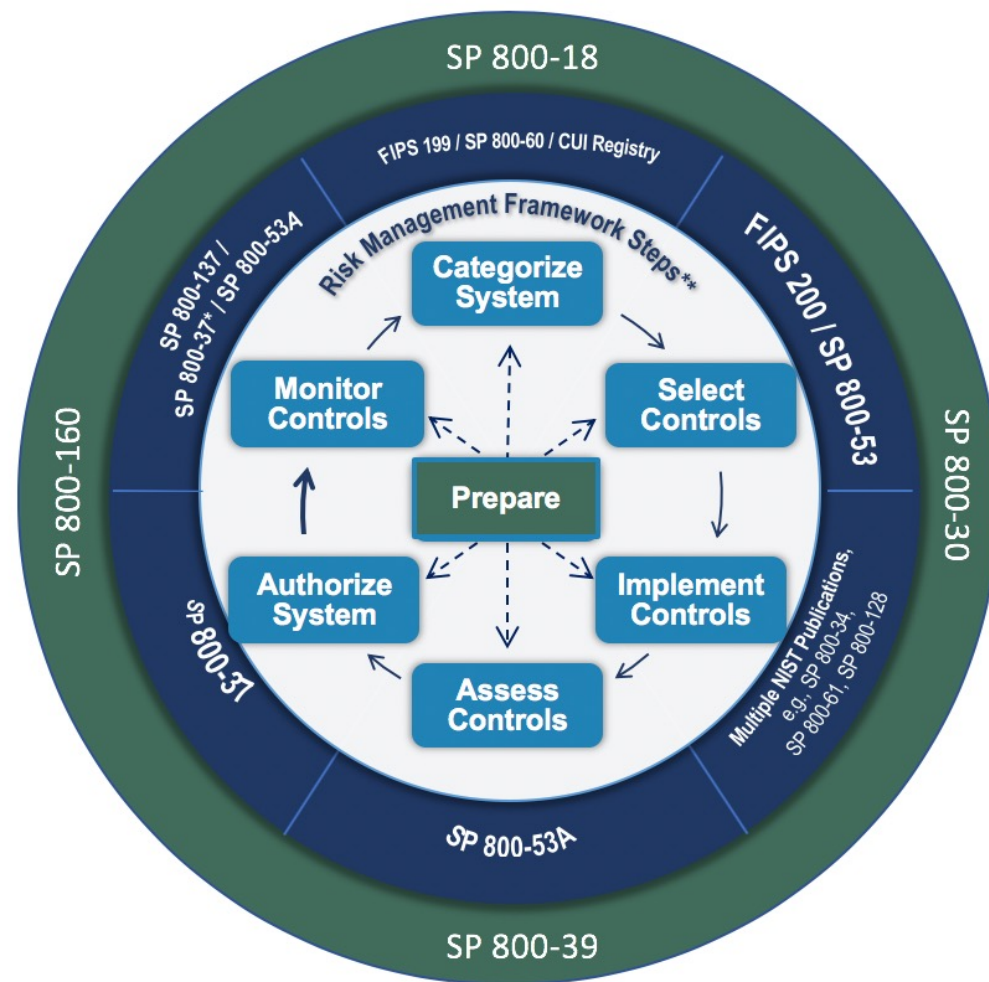 SP 800-18
FIPS 199 / SP 800-60 / CUI Registry
Risk Management Framework Steps**
Categorize
System
FIPS 200 / SP 800-53
SP 800-137 /
SP 800-37* / SP 800-53A
Monitor
Controls
Select
Controls
SP 800-160
Prepare
SP 800-30
Authorize
System
Implement
Controls
SP 800-37
Multiple NIST Publications,
e.g., SP 800-34,
SP 800-61, SP 800-128
Assess
Controls
SP 800-53A
SP 800-39